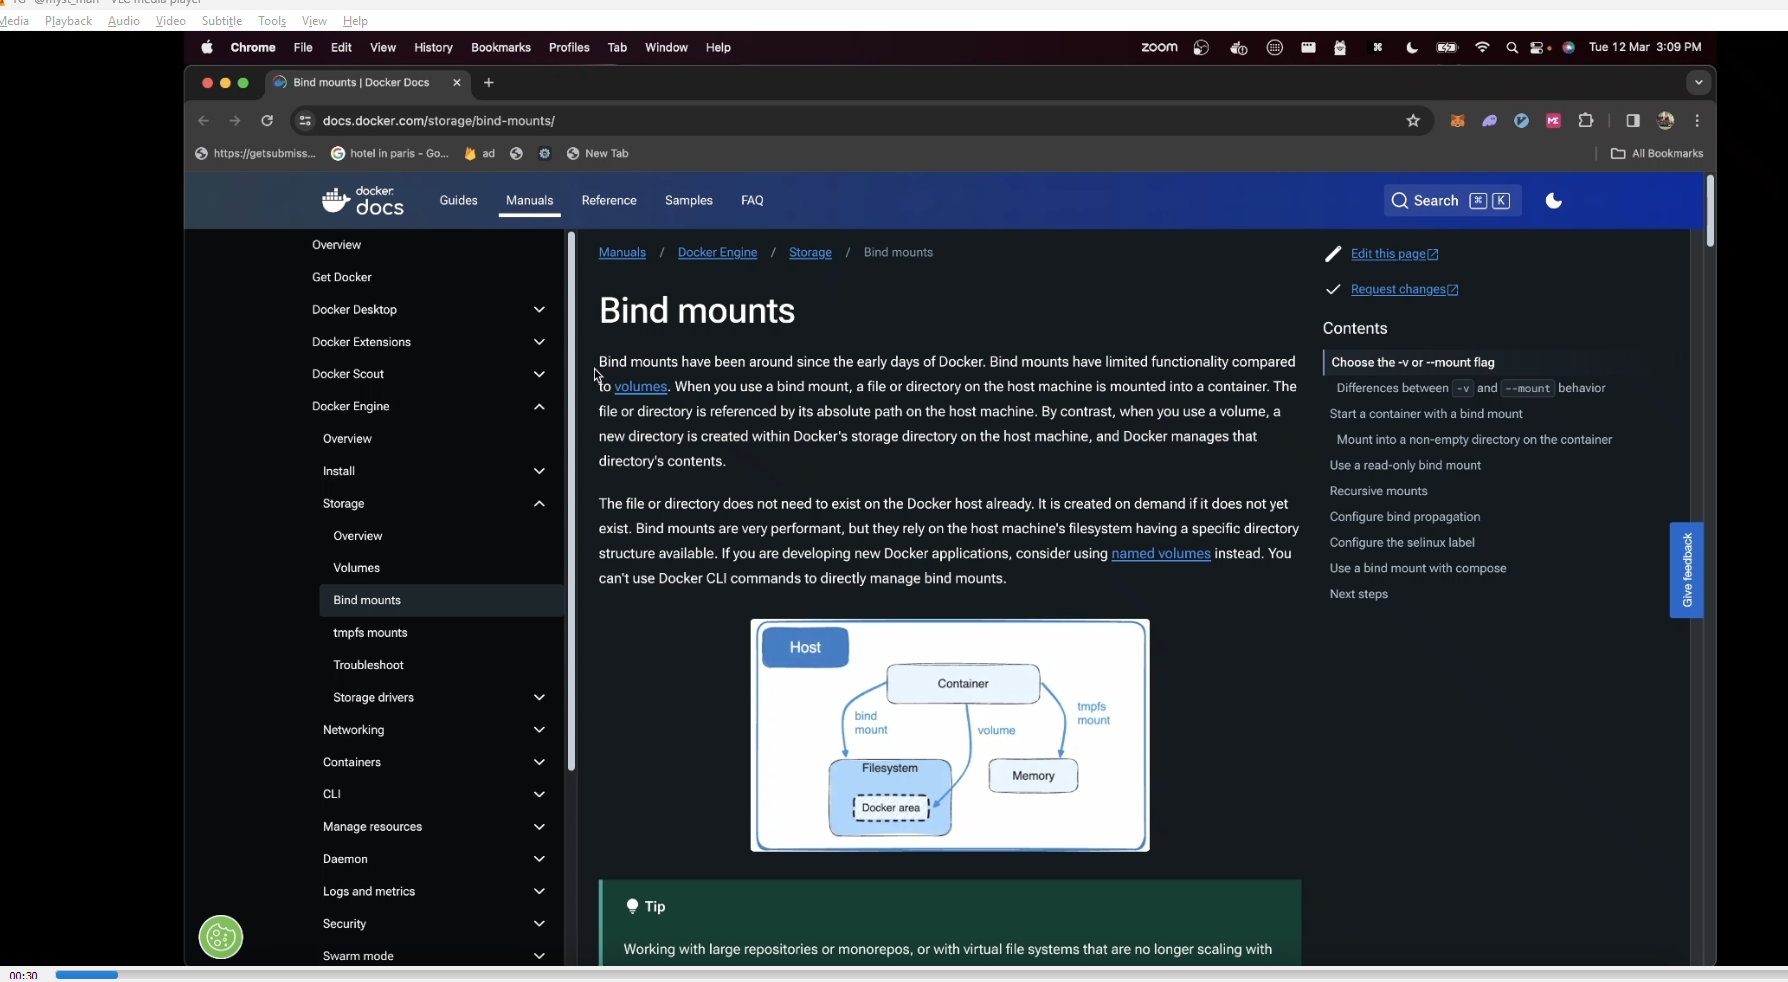 Media Playback Audio Video Subtitle Tools View Help
Chrome File Edit View History Bookmarks Profiles Tab Window Help
zoom Tue 12 Mar 3:09 PM
Bind mounts | Docker Docs
docs.docker.com/storage/bind-mounts/
https://getsubmiss... hotel in paris - Go... ad New Tab All Bookmarks
docker docs
Guides Manuals Reference Samples FAQ
Search ⌘ K
Overview
Get Docker
Docker Desktop
Docker Extensions
Docker Scout
Docker Engine
Overview
Install
Storage
Overview
Volumes
Bind mounts
tmpfs mounts
Troubleshoot
Storage drivers
Networking
Containers
CLI
Manage resources
Daemon
Logs and metrics
Security
Swarm mode
Manuals / Docker Engine / Storage / Bind mounts
Bind mounts
Bind mounts have been around since the early days of Docker. Bind mounts have limited functionality compared
to volumes. When you use a bind mount, a file or directory on the host machine is mounted into a container. The
file or directory is referenced by its absolute path on the host machine. By contrast, when you use a volume, a
new directory is created within Docker's storage directory on the host machine, and Docker manages that
directory's contents.
The file or directory does not need to exist on the Docker host already. It is created on demand if it does not yet
exist. Bind mounts are very performant, but they rely on the host machine's filesystem having a specific directory
structure available. If you are developing new Docker applications, consider using named volumes instead. You
can't use Docker CLI commands to directly manage bind mounts.
Host
Container
bind
mount
volume
tmpfs
mount
Filesystem
Docker area
Memory
Tip
Working with large repositories or monorepos, or with virtual file systems that are no longer scaling with
Edit this page
Request changes
Contents
Choose the -v or --mount flag
Differences between -v and --mount behavior
Start a container with a bind mount
Mount into a non-empty directory on the container
Use a read-only bind mount
Recursive mounts
Configure bind propagation
Configure the selinux label
Use a bind mount with compose
Next steps
Give feedback
00:30